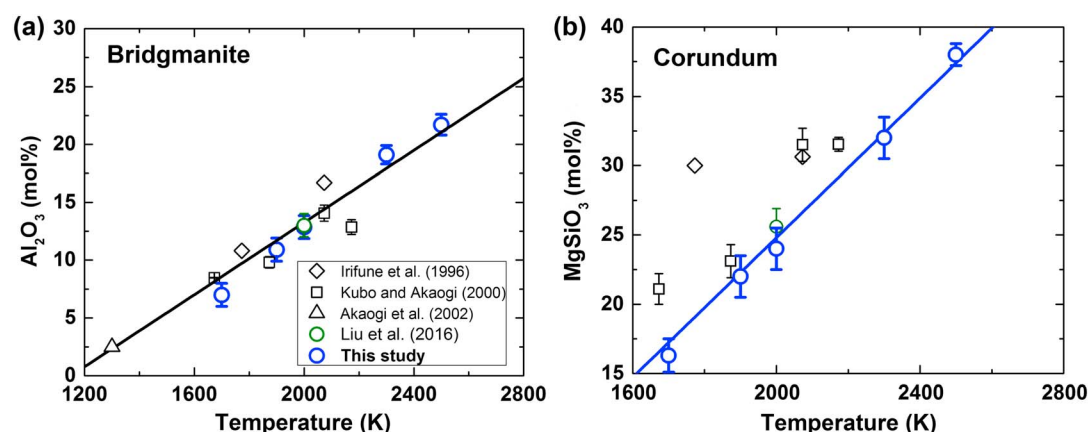 (a)
Bridgmanite
Al₂O₃ (mol%)
30
25
20
15
10
5
0
1200 1600 2000 2400 2800
Temperature (K)
Irifune et al. (1996)
Kubo and Akaogi (2000)
Akaogi et al. (2002)
Liu et al. (2016)
This study
(b)
Corundum
MgSiO₃ (mol%)
40
35
30
25
20
15
1600 2000 2400 2800
Temperature (K)